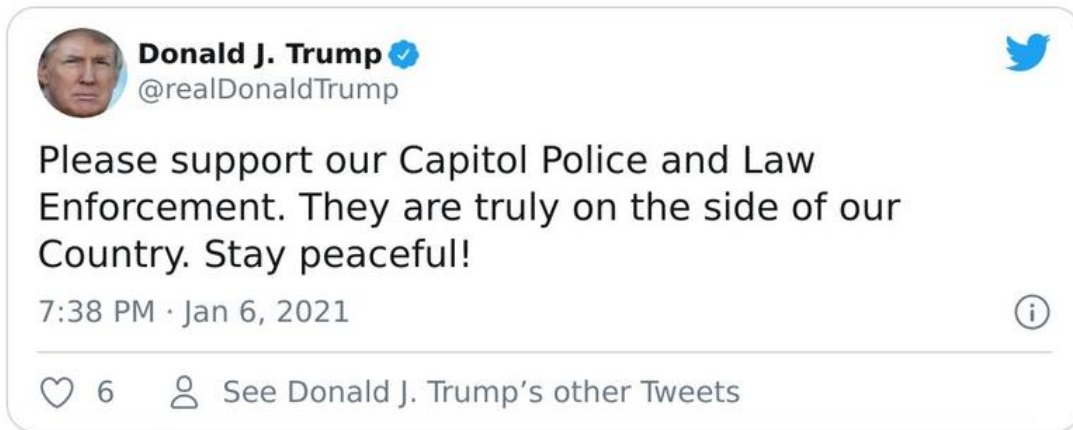 Donald J. Trump
@realDonaldTrump
Please support our Capitol Police and Law
Enforcement. They are truly on the side of our
Country. Stay peaceful!
7:38 PM · Jan 6, 2021
6 See Donald J. Trump’s other Tweets